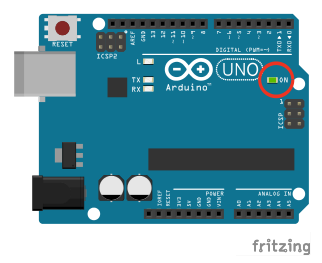 RESET
ICSP2
AREF
GND
13
12
~11
~10
~9
8
7
~6
~5
4
~3
2
TX▸1
RX◂0
DIGITAL (PWM=~)
L
TX
RX
Arduino
UNO
ON
1
ICSP
IOREF
RESET
3V3
5V
GND
GND
VIN
POWER
ANALOG IN
A0
A1
A2
A3
A4
A5
fritzing